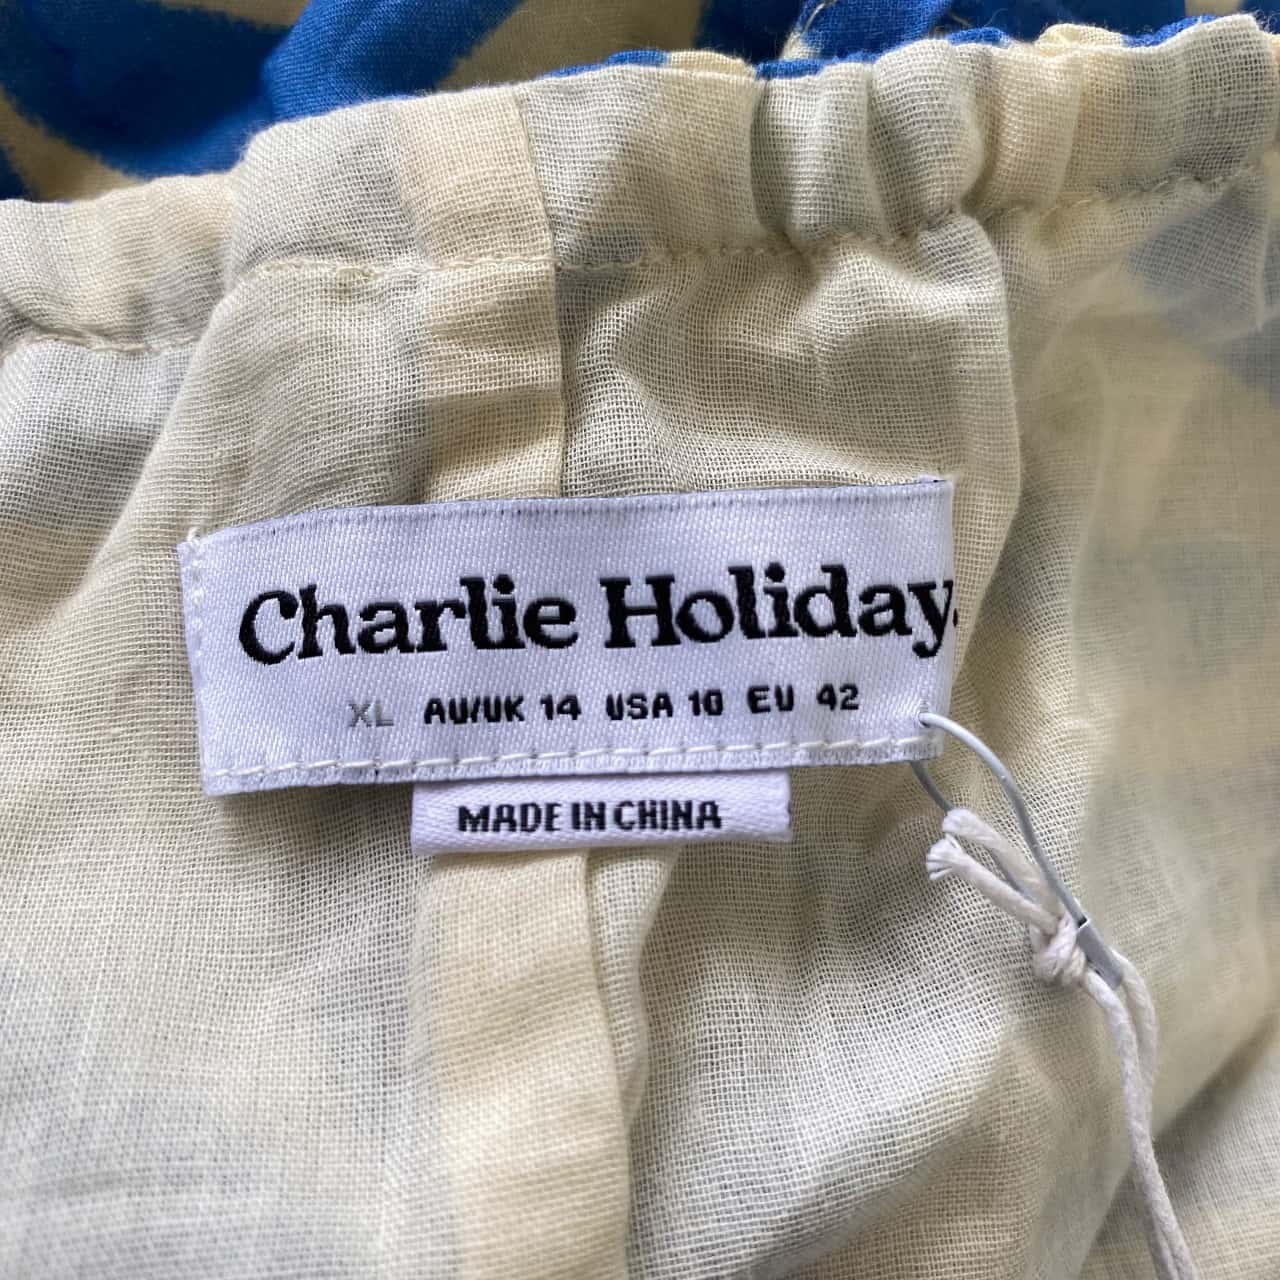 Charlie Holiday.
XL AU/UK 14 USA 10 EU 42
MADE IN CHINA